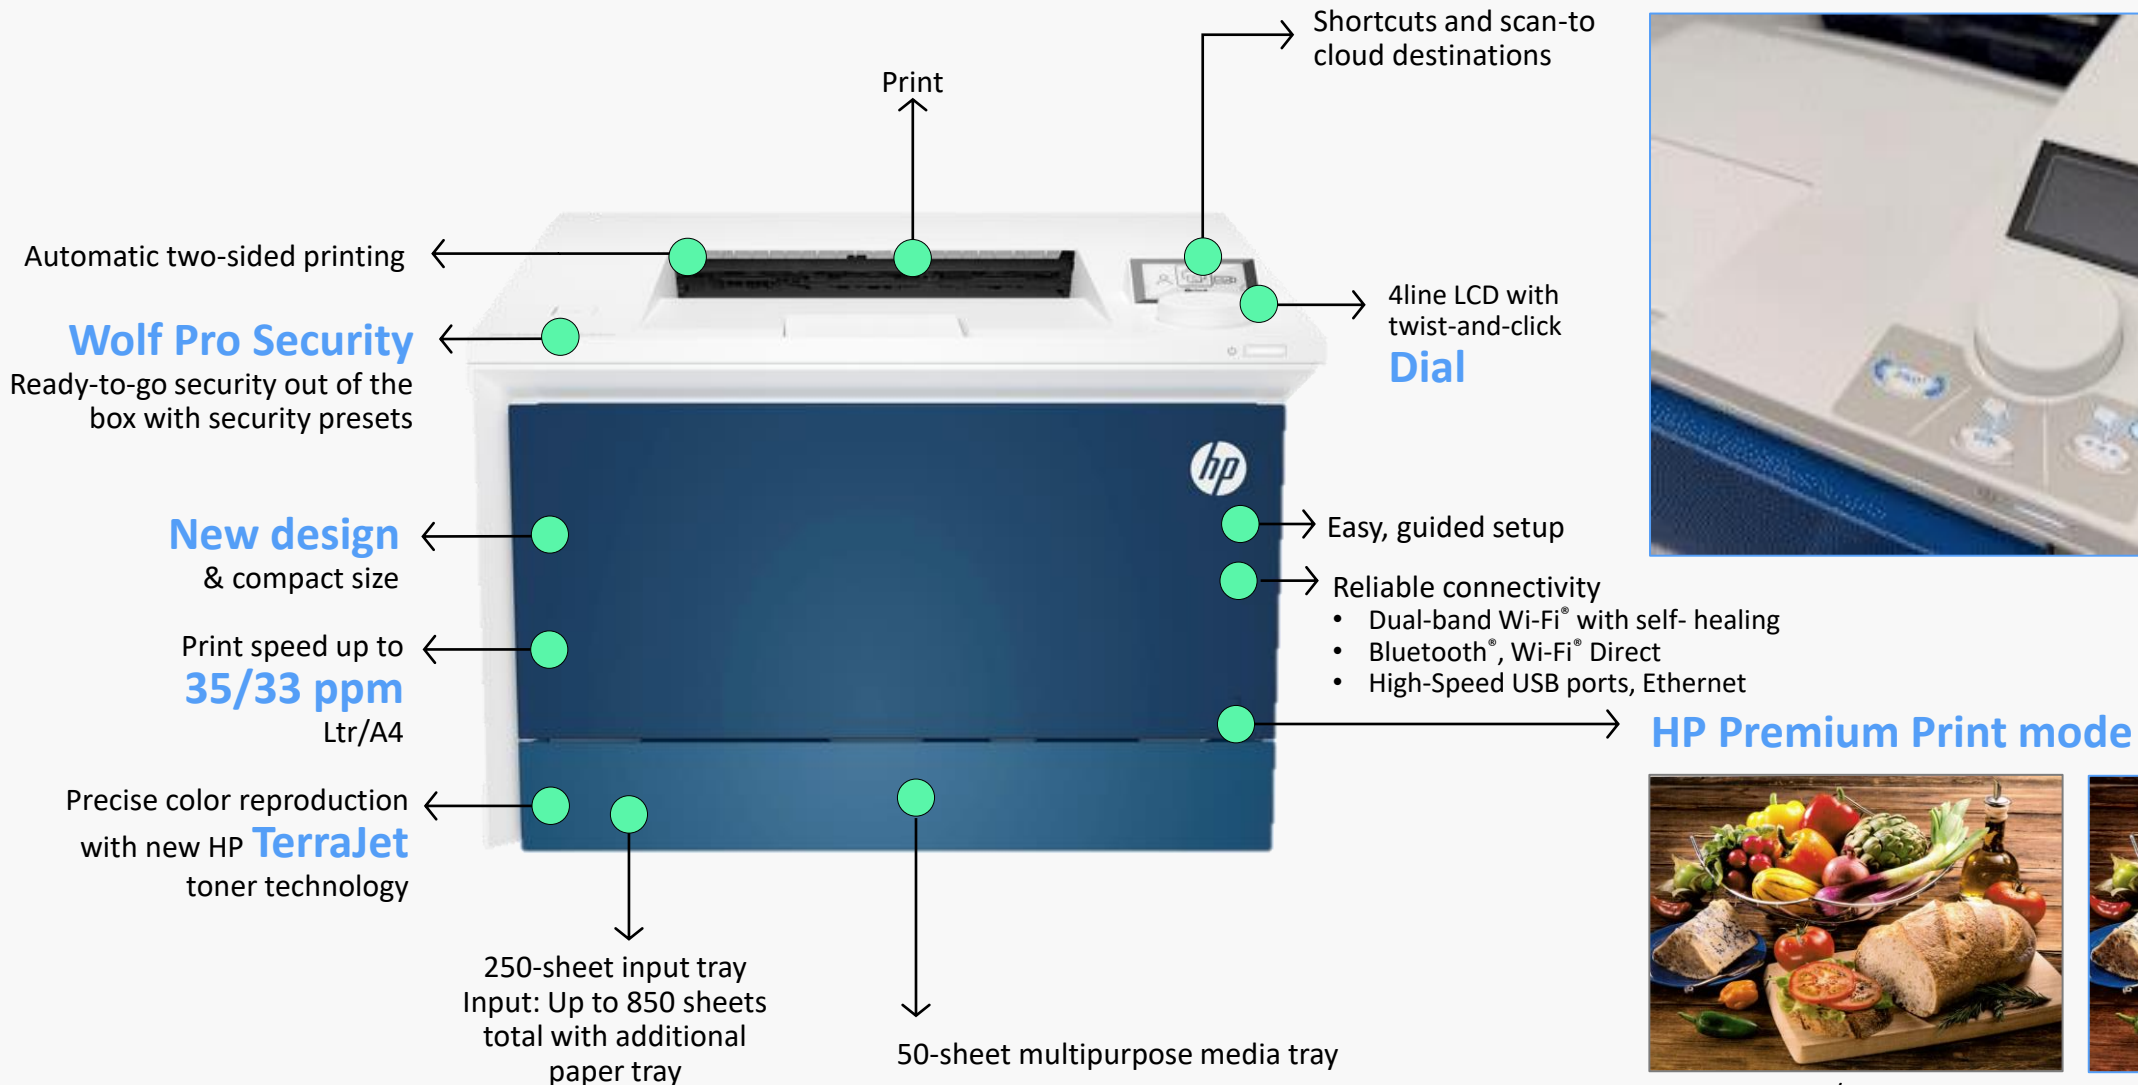 Shortcuts and scan-to
cloud destinations
Print
Automatic two-sided printing
Wolf Pro Security
Ready-to-go security out of the
box with security presets
4line LCD with
twist-and-click
Dial
hp
New design
& compact size
Easy, guided setup
Reliable connectivity
• Dual-band Wi-Fi® with self- healing
• Bluetooth®, Wi-Fi® Direct
• High-Speed USB ports, Ethernet
Print speed up to
35/33 ppm
Ltr/A4
HP Premium Print mode
Precise color reproduction
with new HP TerraJet
toner technology
250-sheet input tray
Input: Up to 850 sheets
total with additional
paper tray
50-sheet multipurpose media tray